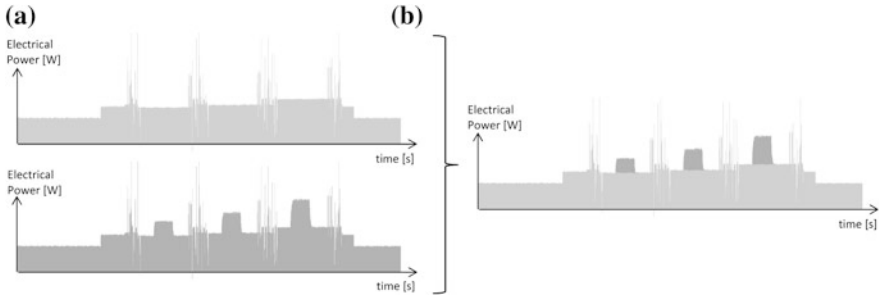 (a)
Electrical
Power [W]
time [s]
Electrical
Power [W]
time [s]
(b)
Electrical
Power [W]
time [s]